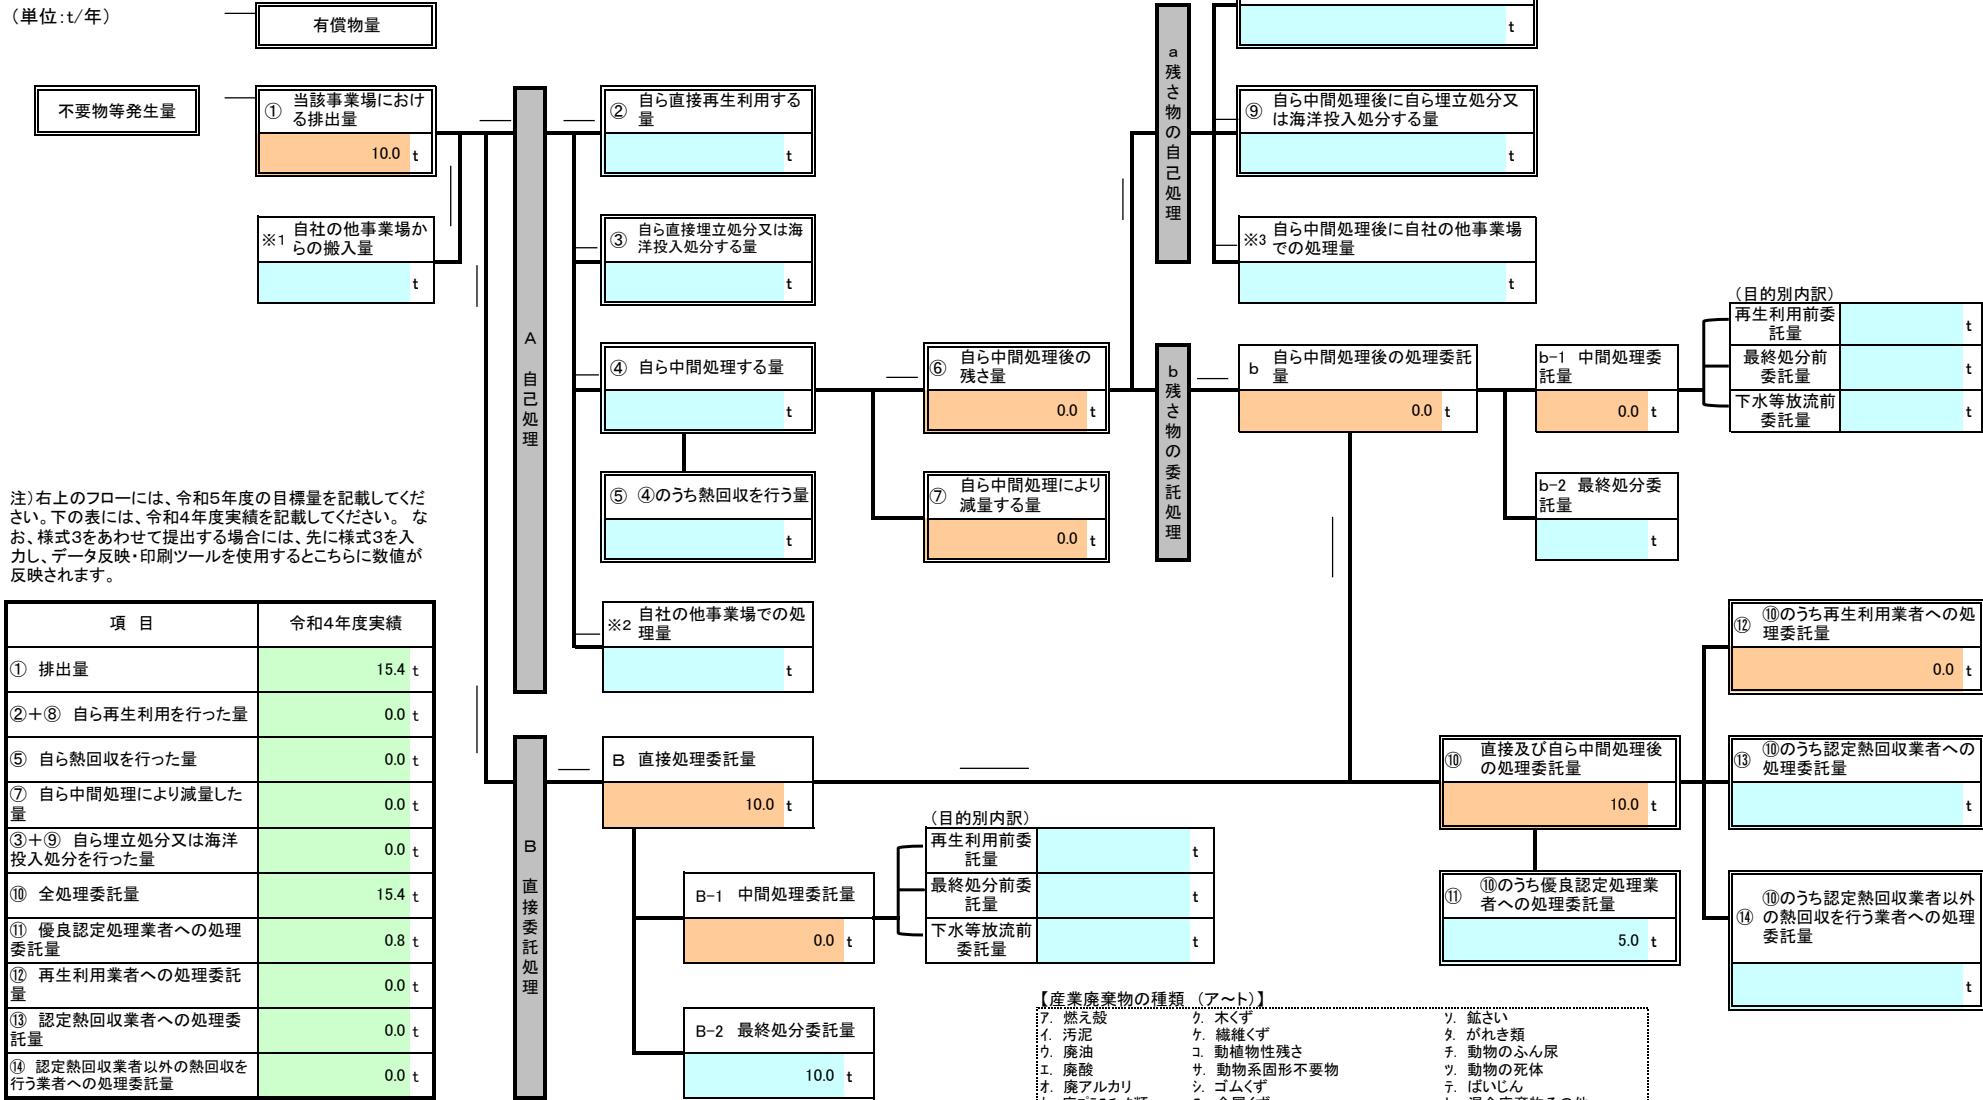 （単位:t/年）
有償物量
t
不要物等発生量
① 当該事業場におけ
る排出量
10.0 t
※1 自社の他事業場か
らの搬入量
t
A 自己処理
② 自ら直接再生利用する
量
t
③ 自ら直接埋立処分又は海
洋投入処分する量
t
④ 自ら中間処理する量
t
⑤ ④のうち熱回収を行う量
t
※2 自社の他事業場での処
理量
t
⑥ 自ら中間処理後の
残さ量
0.0 t
⑦ 自ら中間処理により
減量する量
0.0 t
a残さ物の自己処理
⑨ 自ら中間処理後に自ら埋立処分又
は海洋投入処分する量
t
※3 自ら中間処理後に自社の他事業場
での処理量
t
b残さ物の委託処理
b 自ら中間処理後の処理委託
量
0.0 t
b-1 中間処理委
託量
0.0 t
b-2 最終処分委
託量
t
（目的別内訳）
再生利用前委
託量
t
最終処分前
委託量
t
下水等放流前
委託量
t
注）右上のフローには、令和5年度の目標量を記載してくだ
さい。下の表には、令和4年度実績を記載してください。 な
お、様式3をあわせて提出する場合には、先に様式3を入
力し、データ反映・印刷ツールを使用するとこちらに数値が
反映されます。
項 目 令和4年度実績
① 排出量 15.4 t
②＋⑧ 自ら再生利用を行った量 0.0 t
⑤ 自ら熱回収を行った量 0.0 t
⑦ 自ら中間処理により減量した
量 0.0 t
③＋⑨ 自ら埋立処分又は海洋
投入処分を行った量 0.0 t
⑩ 全処理委託量 15.4 t
⑪ 優良認定処理業者への処理
委託量 0.8 t
⑫ 再生利用業者への処理委託
量 0.0 t
⑬ 認定熱回収業者への処理委
託量 0.0 t
⑭ 認定熱回収業者以外の熱回収を
行う業者への処理委託量 0.0 t
B 直接委託処理
B 直接処理委託量
10.0 t
B-1 中間処理委託量
0.0 t
B-2 最終処分委託量
10.0 t
（目的別内訳）
再生利用前委
託量
t
最終処分前委
託量
t
下水等放流前
委託量
t
⑩ 直接及び自ら中間処理後
の処理委託量
10.0 t
⑪ ⑩のうち優良認定処理業
者への処理委託量
5.0 t
⑫ ⑩のうち再生利用業者への処
理委託量
0.0 t
⑬ ⑩のうち認定熱回収業者への
処理委託量
t
⑭ ⑩のうち認定熱回収業者以外
の熱回収を行う業者への処理
委託量
t
【産業廃棄物の種類 （ア～ト）】
ア. 燃え殻 ク. 木くず ソ. 鉱さい
イ. 汚泥 ケ. 繊維くず タ. がれき類
ウ. 廃油 コ. 動植物性残さ チ. 動物のふん尿
エ. 廃酸 サ. 動物系固形不要物 ツ. 動物の死体
オ. 廃アルカリ シ. ゴムくず テ. ばいじん